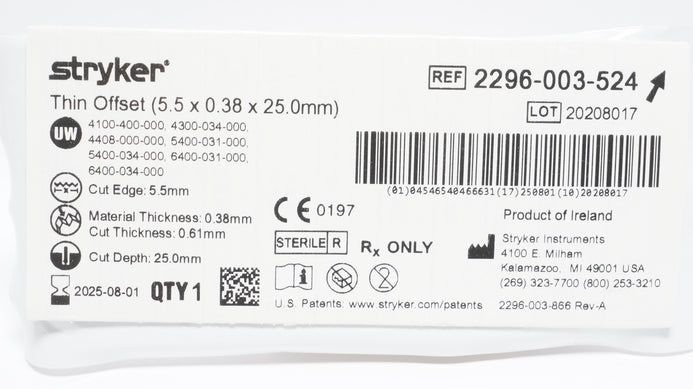 stryker®
REF 2296-003-524
Thin Offset (5.5 x 0.38 x 25.0mm)
LOT 20208017
UW 4100-400-000, 4300-034-000,
4408-000-000, 5400-031-000,
5400-034-000, 6400-031-000,
6400-034-000
(01)04546540466631(17)250801(10)20208017
Cut Edge: 5.5mm
Material Thickness: 0.38mm
Cut Thickness: 0.61mm
Cut Depth: 25.0mm
2025-08-01 QTY 1
CE 0197
STERILE R Rx ONLY
i 2
U.S. Patents: www.stryker.com/patents
Product of Ireland
Stryker Instruments
4100 E. Milham
Kalamazoo, MI 49001 USA
(269) 323-7700 (800) 253-3210
2296-003-866 Rev-A